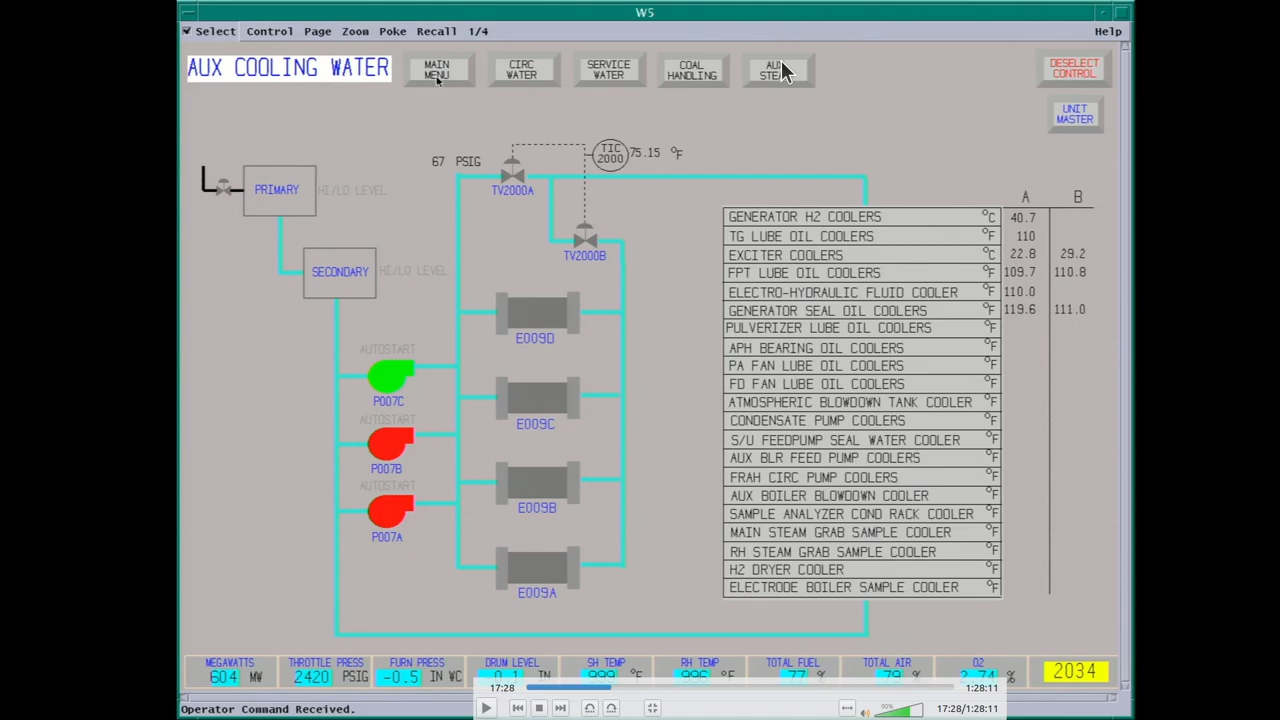 W5
Select Control Page Zoom Poke Recall 1/4 Help
AUX COOLING WATER
MAIN MENU
CIRC WATER
SERVICE WATER
COAL HANDLING
DESELECT CONTROL
UNIT MASTER
67 PSIG
TIC 2000
75.15 °F
TV2000A
TV2000B
PRIMARY HI/LO LEVEL
SECONDARY HI/LO LEVEL
AUTOSTART
P007C
AUTOSTART
P007B
AUTOSTART
P007A
E009D
E009C
E009B
E009A
A B
GENERATOR H2 COOLERS °C 40.7
TG LUBE OIL COOLERS °F 110
EXCITER COOLERS °C 22.8 29.2
FPT LUBE OIL COOLERS °F 109.7 110.8
ELECTRO-HYDRAULIC FLUID COOLER °F 110.0
GENERATOR SEAL OIL COOLERS °F 119.6 111.0
PULVERIZER LUBE OIL COOLERS °F
APH BEARING OIL COOLERS °F
PA FAN LUBE OIL COOLERS °F
FD FAN LUBE OIL COOLERS °F
ATMOSPHERIC BLOWDOWN TANK COOLER °F
CONDENSATE PUMP COOLERS °F
S/U FEEDPUMP SEAL WATER COOLER °F
AUX BLR FEED PUMP COOLERS °F
FRAH CIRC PUMP COOLERS °F
AUX BOILER BLOWDOWN COOLER °F
SAMPLE ANALYZER COND RACK COOLER °F
MAIN STEAM GRAB SAMPLE COOLER °F
RH STEAM GRAB SAMPLE COOLER °F
H2 DRYER COOLER °F
ELECTRODE BOILER SAMPLE COOLER °F
MEGAWATTS THROTTLE PRESS FURN PRESS DRUM LEVEL SH TEMP RH TEMP TOTAL FUEL TOTAL AIR O2
604 MW 2420 PSIG -0.5 IN WC IN 999 °F 996 °F 77 % 79 % 2.74 % 2034
17:28 1:28:11
90%
17:28/1:28:11
Operator Command Received.